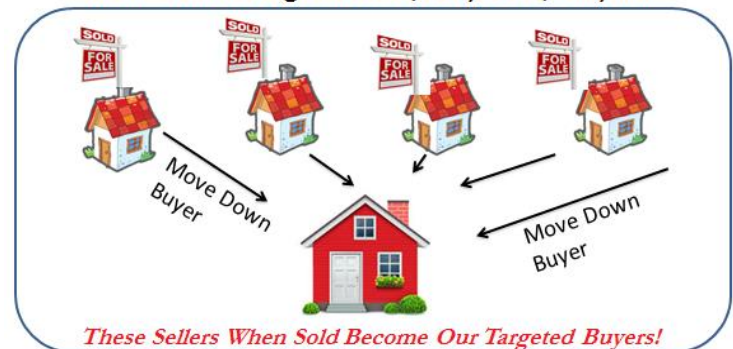 SOLD
FOR
SALE
SOLD
FOR
SALE
SOLD
FOR
SALE
SOLD
FOR
SALE
Move Down
Buyer
Move Down
Buyer
These Sellers When Sold Become Our Targeted Buyers!